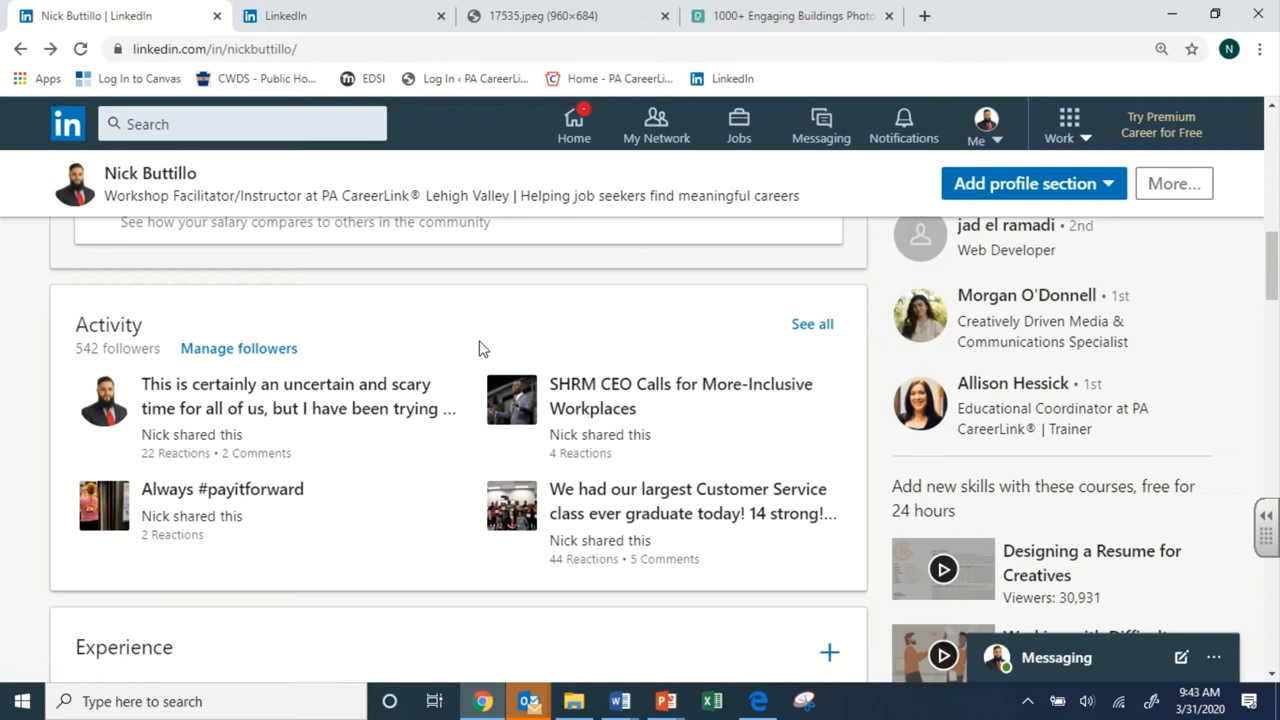 Nick Buttillo | LinkedIn
LinkedIn
17535.jpeg (960×684)
1000+ Engaging Buildings Photo
linkedin.com/in/nickbuttillo/
N
Apps
Log In to Canvas
CWDS - Public Ho...
EDSI
Log In ‹ PA CareerLi...
Home - PA CareerLi...
LinkedIn
in
Search
Home
My Network
Jobs
Messaging
Notifications
Me
Work
Try Premium
Career for Free
Nick Buttillo
Workshop Facilitator/Instructor at PA CareerLink® Lehigh Valley | Helping job seekers find meaningful careers
Add profile section
More...
See how your salary compares to others in the community
Activity
See all
542 followers
Manage followers
This is certainly an uncertain and scary
time for all of us, but I have been trying ...
Nick shared this
22 Reactions • 2 Comments
SHRM CEO Calls for More-Inclusive
Workplaces
Nick shared this
4 Reactions
Always #payitforward
Nick shared this
2 Reactions
We had our largest Customer Service
class ever graduate today! 14 strong!...
Nick shared this
44 Reactions • 5 Comments
Experience
jad el ramadi • 2nd
Web Developer
Morgan O'Donnell • 1st
Creatively Driven Media &
Communications Specialist
Allison Hessick • 1st
Educational Coordinator at PA
CareerLink® | Trainer
Add new skills with these courses, free for
24 hours
Designing a Resume for
Creatives
Viewers: 30,931
Messaging
Type here to search
9:43 AM
3/31/2020